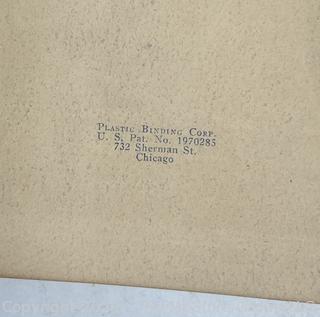 PLASTIC BINDING CORP.
U. S. Pat. No. 1970285
732 Sherman St.
Chicago